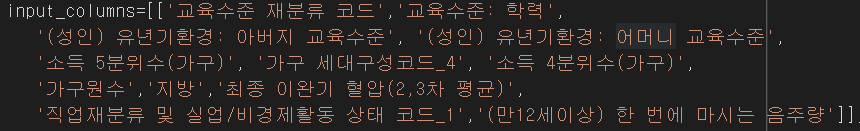 input_columns=[['교육수준 재분류 코드','교육수준: 학력',
'(성인) 유년기환경: 아버지 교육수준', '(성인) 유년기환경: 어머니 교육수준',
'소득 5분위수(가구)', '가구 세대구성코드_4', '소득 4분위수(가구)',
'가구원수','지방','최종 이완기 혈압(2,3차 평균)',
'직업재분류 및 실업/비경제활동 상태 코드_1','(만12세이상) 한 번에 마시는 음주량']]